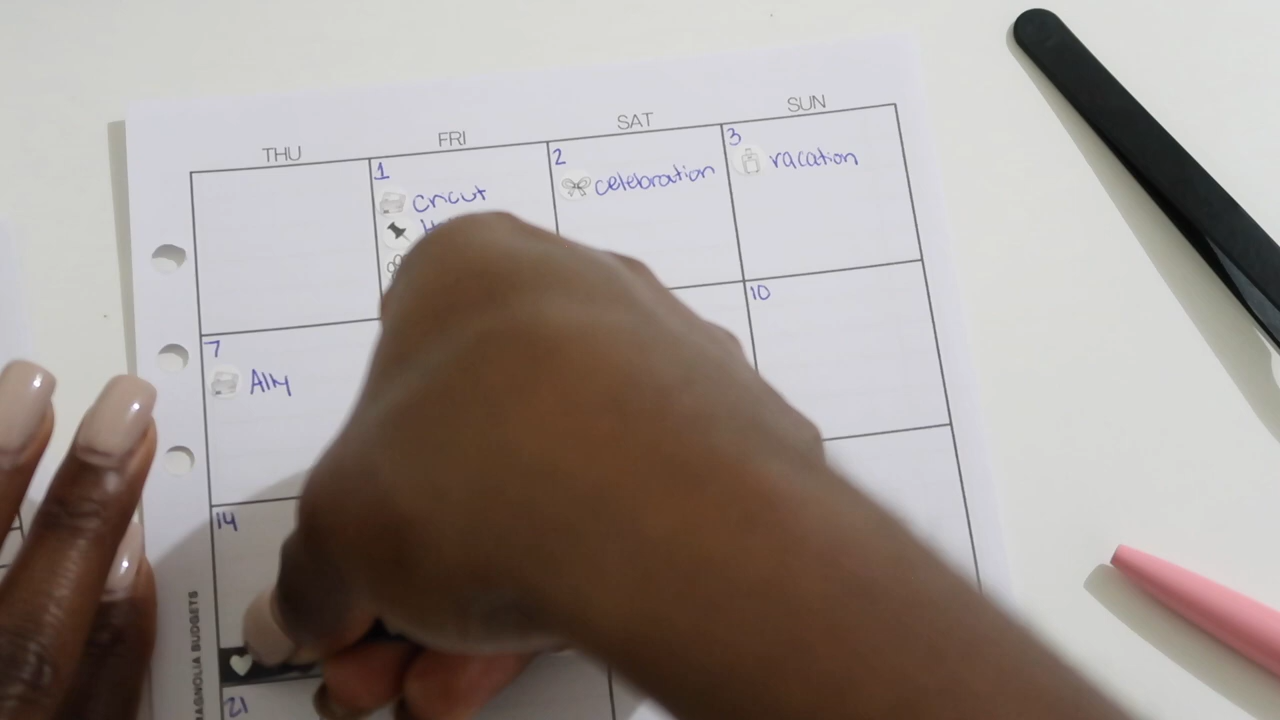 THU FRI SAT SUN
1 2 3
cricut celebration vacation
7 10
Ally
14
21
MAGNOLIA BUDGETS